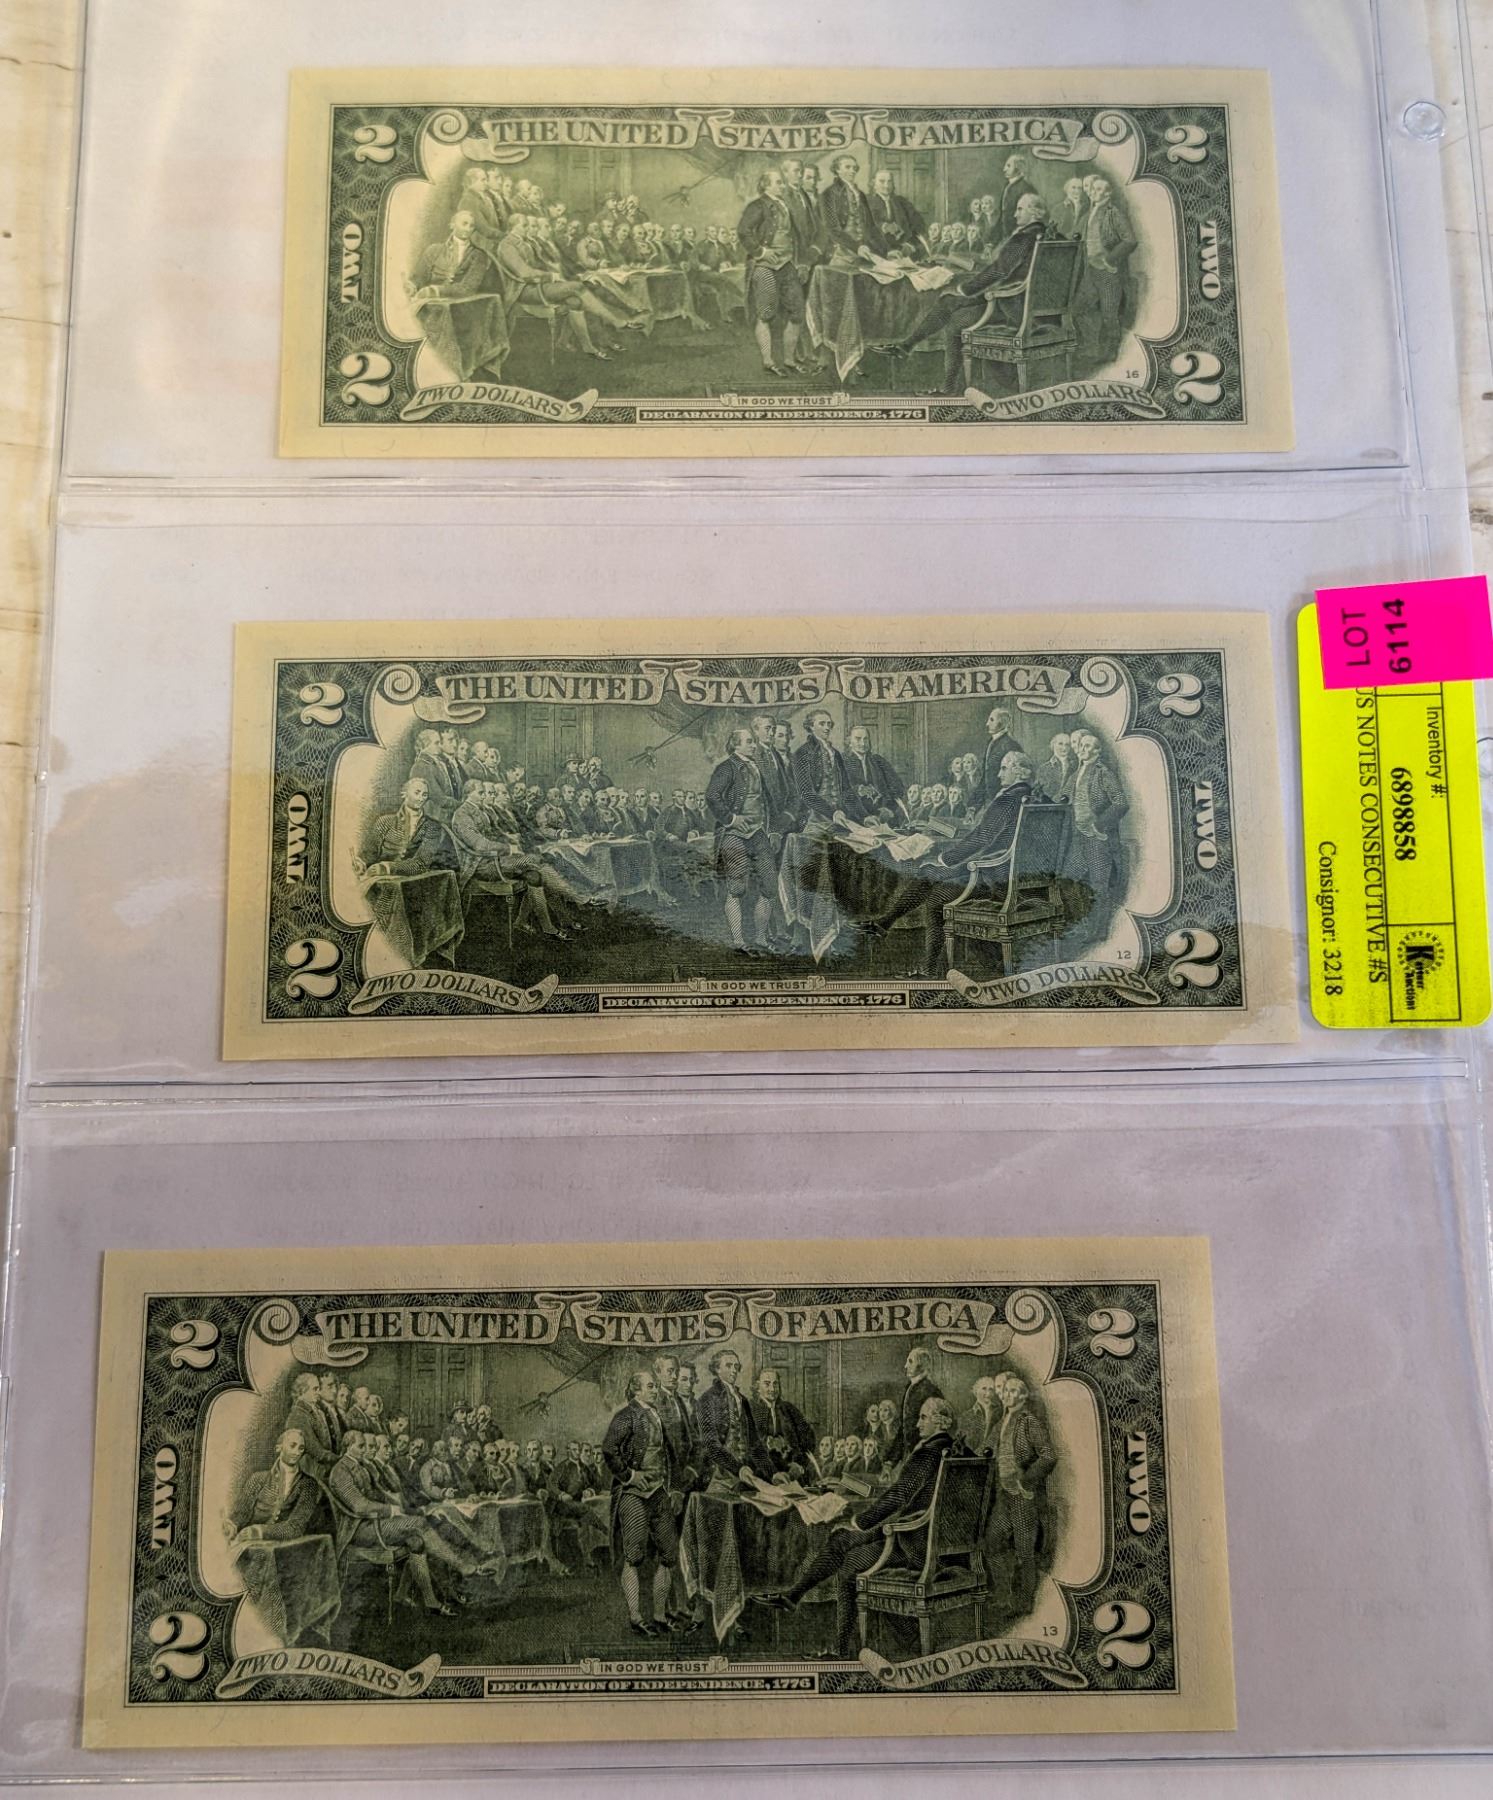 2 THE UNITED STATES OF AMERICA 2
TWO TWO
16
2 TWO DOLLARS IN GOD WE TRUST TWO DOLLARS 2
DECLARATION OF INDEPENDENCE, 1776
2 THE UNITED STATES OF AMERICA 2
TWO TWO
12
2 TWO DOLLARS IN GOD WE TRUST TWO DOLLARS 2
DECLARATION OF INDEPENDENCE, 1776
LOT
6114
Inventory #:
6898858
US NOTES CONSECUTIVE #S
Consignor: 3218
Auctions
2 THE UNITED STATES OF AMERICA 2
TWO TWO
13
2 TWO DOLLARS IN GOD WE TRUST TWO DOLLARS 2
DECLARATION OF INDEPENDENCE, 1776